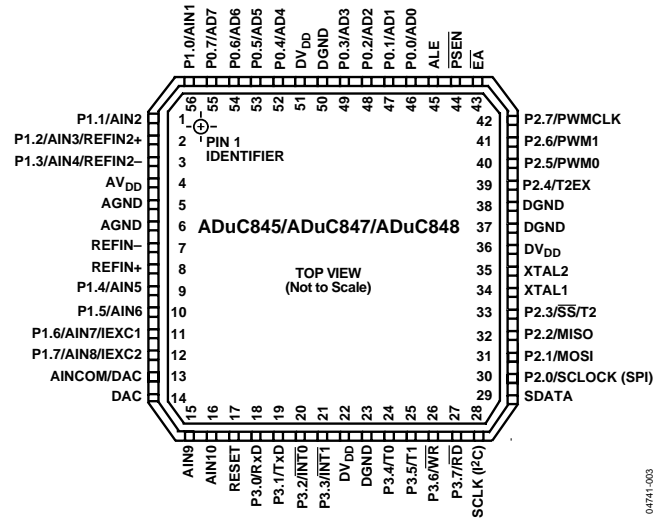 P1.0/AIN1
P0.7/AD7
P0.6/AD6
P0.5/AD5
P0.4/AD4
DVDD
DGND
P0.3/AD3
P0.2/AD2
P0.1/AD1
P0.0/AD0
ALE
PSEN
EA
56
55
54
53
52
51
50
49
48
47
46
45
44
43
P1.1/AIN2 1
P1.2/AIN3/REFIN2+ 2
P1.3/AIN4/REFIN2– 3
AVDD 4
AGND 5
AGND 6
REFIN– 7
REFIN+ 8
P1.4/AIN5 9
P1.5/AIN6 10
P1.6/AIN7/IEXC1 11
P1.7/AIN8/IEXC2 12
AINCOM/DAC 13
DAC 14
PIN 1
IDENTIFIER
ADuC845/ADuC847/ADuC848
TOP VIEW
(Not to Scale)
42 P2.7/PWMCLK
41 P2.6/PWM1
40 P2.5/PWM0
39 P2.4/T2EX
38 DGND
37 DGND
36 DVDD
35 XTAL2
34 XTAL1
33 P2.3/SS/T2
32 P2.2/MISO
31 P2.1/MOSI
30 P2.0/SCLOCK (SPI)
29 SDATA
15
16
17
18
19
20
21
22
23
24
25
26
27
28
AIN9
AIN10
RESET
P3.0/RxD
P3.1/TxD
P3.2/INT0
P3.3/INT1
DVDD
DGND
P3.4/T0
P3.5/T1
P3.6/WR
P3.7/RD
SCLK (I2C)
04741-003